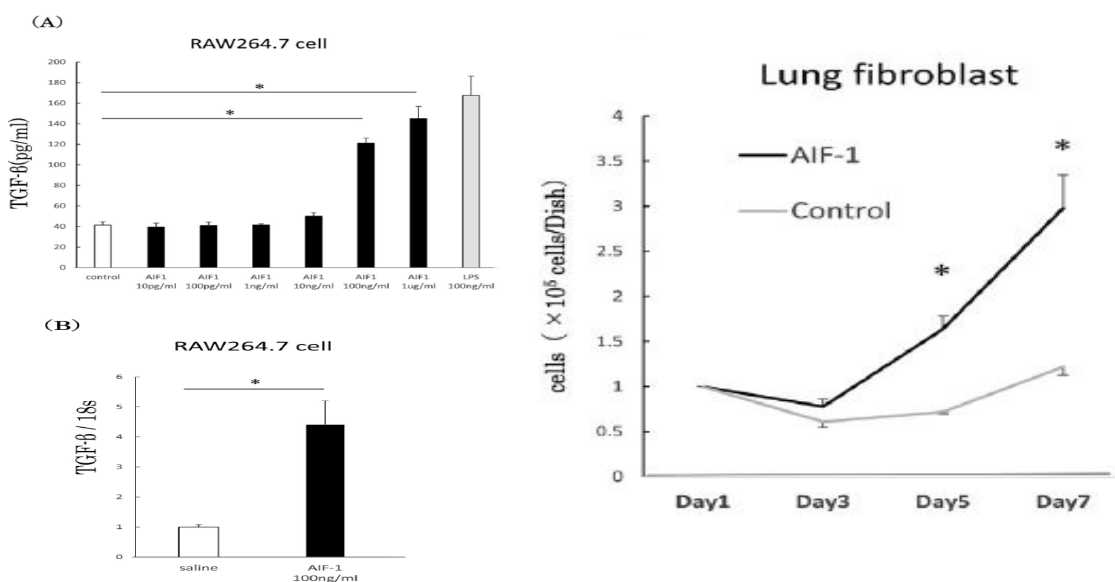 (A)
RAW264.7 cell
TGF-β(pg/ml)
200
180
160
140
120
100
80
60
40
20
0
*
*
control
AIF1
10pg/ml
AIF1
100pg/ml
AIF1
1ng/ml
AIF1
10ng/ml
AIF1
100ng/ml
AIF1
1ug/ml
LPS
100ng/ml
(B)
RAW264.7 cell
TGF-β / 18s
6
5
4
3
2
1
0
*
saline
AIF-1
100ng/ml
Lung fibroblast
cells (×10⁵ cells/Dish)
4
3.5
3
2.5
2
1.5
1
0.5
0
AIF-1
Control
*
*
Day1
Day3
Day5
Day7